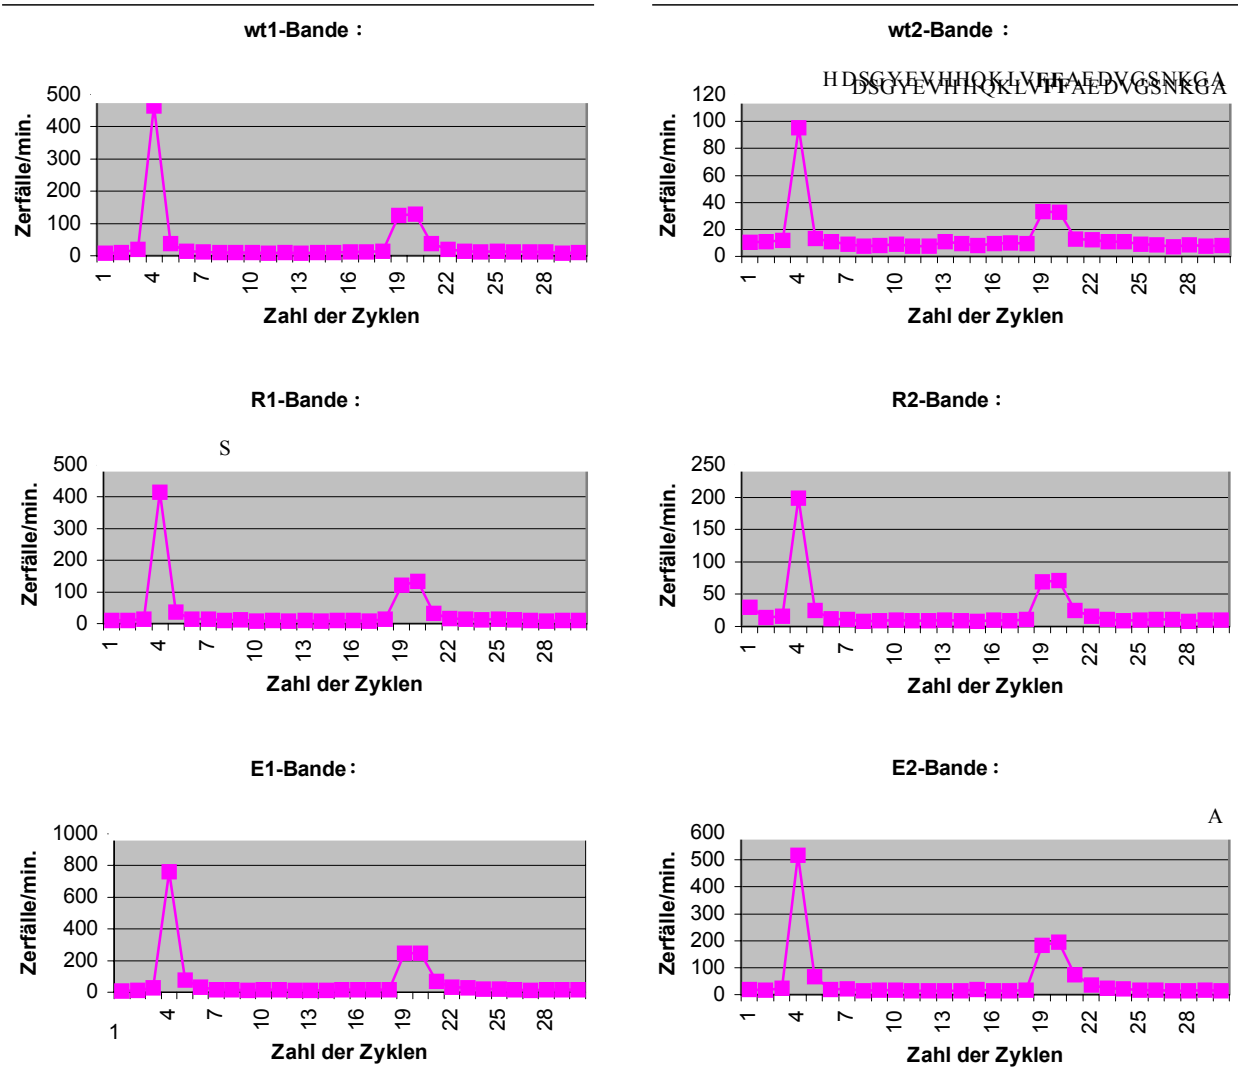 wt1-Bande :
500
400
300
200
100
0
Zerfälle/min.
1 4 7 10 13 16 19 22 25 28
Zahl der Zyklen
wt2-Bande :
HDSGYEVHHQKLVFFAEDVGSNKGA
DSGYEVHHQKLVFFAEDVGSNKGA
120
100
80
60
40
20
0
Zerfälle/min.
1 4 7 10 13 16 19 22 25 28
Zahl der Zyklen
R1-Bande :
S
500
400
300
200
100
0
Zerfälle/min.
1 4 7 10 13 16 19 22 25 28
Zahl der Zyklen
R2-Bande :
250
200
150
100
50
0
Zerfälle/min.
1 4 7 10 13 16 19 22 25 28
Zahl der Zyklen
E1-Bande :
1000
800
600
400
200
0
Zerfälle/min.
1 4 7 10 13 16 19 22 25 28
Zahl der Zyklen
E2-Bande :
A
600
500
400
300
200
100
0
Zerfälle/min.
1 4 7 10 13 16 19 22 25 28
Zahl der Zyklen